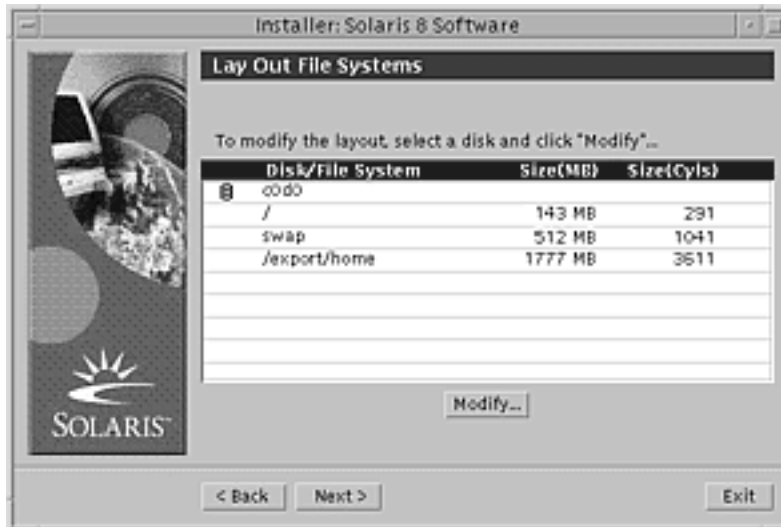 Installer: Solaris 8 Software
Lay Out File Systems
To modify the layout, select a disk and click "Modify"...
Disk/File System Size(MB) Size(Cyls)
c0d0
/ 143 MB 291
swap 512 MB 1041
/export/home 1777 MB 3611
Modify...
SOLARIS™
< Back Next > Exit